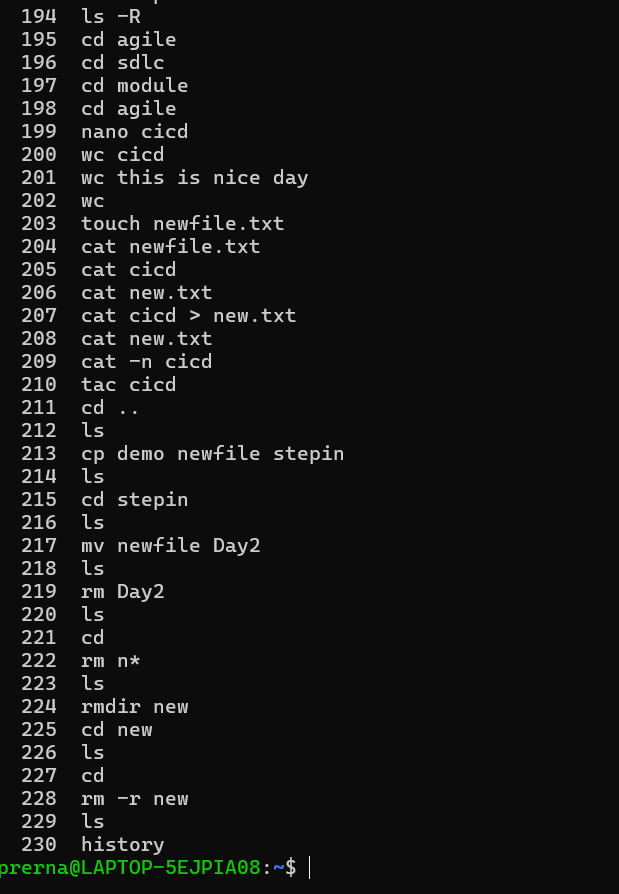 194 ls -R
195 cd agile
196 cd sdlc
197 cd module
198 cd agile
199 nano cicd
200 wc cicd
201 wc this is nice day
202 wc
203 touch newfile.txt
204 cat newfile.txt
205 cat cicd
206 cat new.txt
207 cat cicd > new.txt
208 cat new.txt
209 cat -n cicd
210 tac cicd
211 cd ..
212 ls
213 cp demo newfile stepin
214 ls
215 cd stepin
216 ls
217 mv newfile Day2
218 ls
219 rm Day2
220 ls
221 cd
222 rm n*
223 ls
224 rmdir new
225 cd new
226 ls
227 cd
228 rm -r new
229 ls
230 history
prerna@LAPTOP-5EJPIA08:~$